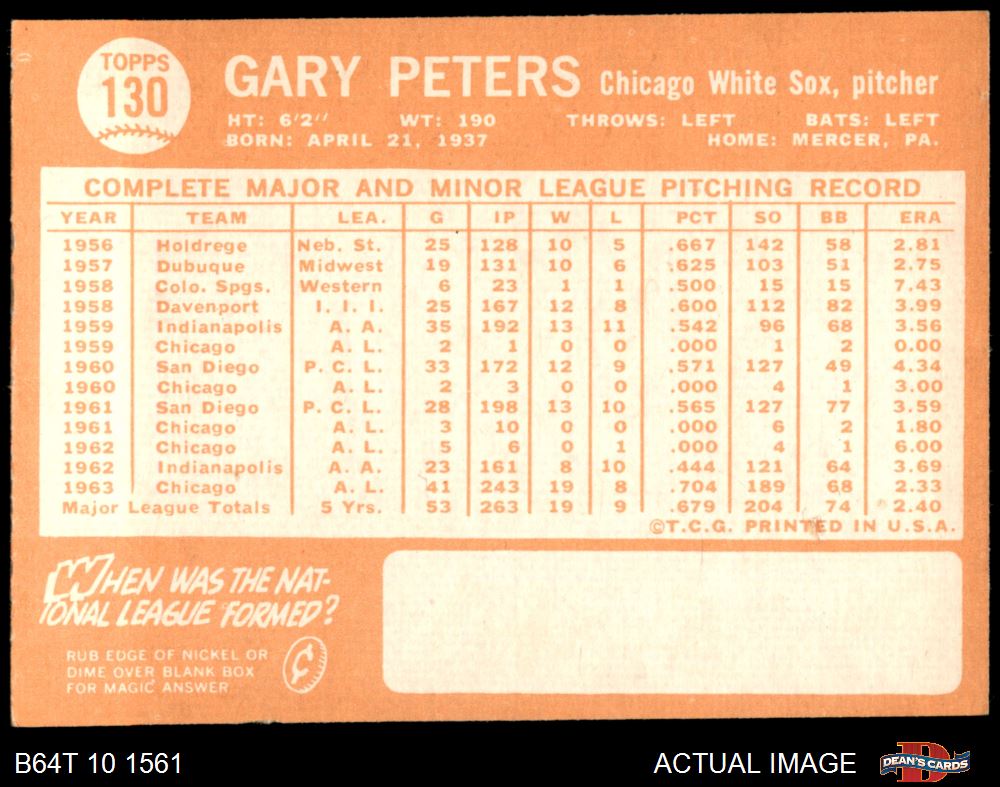 TOPPS
130
GARY PETERS Chicago White Sox, pitcher
HT: 6'2" WT: 190 THROWS: LEFT BATS: LEFT
BORN: APRIL 21, 1937 HOME: MERCER, PA.
COMPLETE MAJOR AND MINOR LEAGUE PITCHING RECORD
YEAR TEAM LEA. G IP W L PCT SO BB ERA
1956 Holdrege Neb. St. 25 128 10 5 .667 142 58 2.81
1957 Dubuque Midwest 19 131 10 6 .625 103 51 2.75
1958 Colo. Spgs. Western 6 23 1 1 .500 15 15 7.43
1958 Davenport I. I. I. 25 167 12 8 .600 112 82 3.99
1959 Indianapolis A. A. 35 192 13 11 .542 96 68 3.56
1959 Chicago A. L. 2 1 0 0 .000 1 2 0.00
1960 San Diego P. C. L. 33 172 12 9 .571 127 49 4.34
1960 Chicago A. L. 2 3 0 0 .000 4 1 3.00
1961 San Diego P. C. L. 28 198 13 10 .565 127 77 3.59
1961 Chicago A. L. 3 10 0 0 .000 6 2 1.80
1962 Chicago A. L. 5 6 0 1 .000 4 1 6.00
1962 Indianapolis A. A. 23 161 8 10 .444 121 64 3.69
1963 Chicago A. L. 41 243 19 8 .704 189 68 2.33
Major League Totals 5 Yrs. 53 263 19 9 .679 204 74 2.40
©T.C.G. PRINTED IN U.S.A.
WHEN WAS THE NAT-
IONAL LEAGUE FORMED?
RUB EDGE OF NICKEL OR
DIME OVER BLANK BOX
FOR MAGIC ANSWER
¢
B64T 10 1561 ACTUAL IMAGE
D DEAN'S CARDS